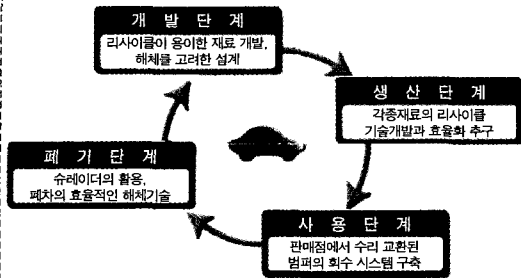 개 발 단 계
리사이클이 용이한 재료 개발,
해체를 고려한 설계
생 산 단 계
각종재료의 리사이클
기술개발과 효율화 추구
사 용 단 계
판매점에서 수리 교환된
범퍼의 회수 시스템 구축
폐 기 단 계
슈레이더의 활용,
폐차의 효율적인 해체기술